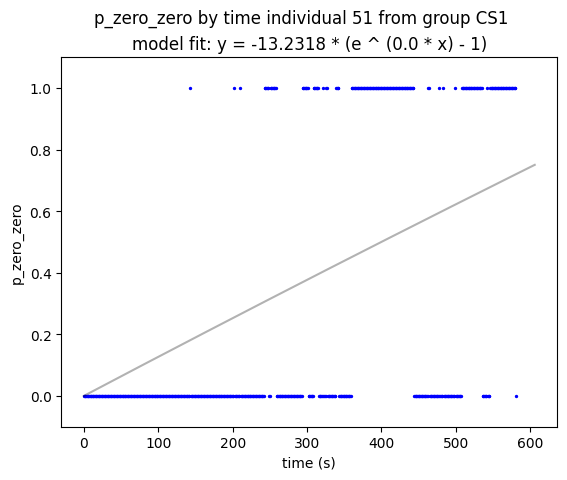 p_zero_zero by time individual 51 from group CS1
model fit: y = -13.2318 * (e ^ (0.0 * x) - 1)
1.0
0.8
0.6
0.4
0.2
0.0
p_zero_zero
0 100 200 300 400 500 600
time (s)